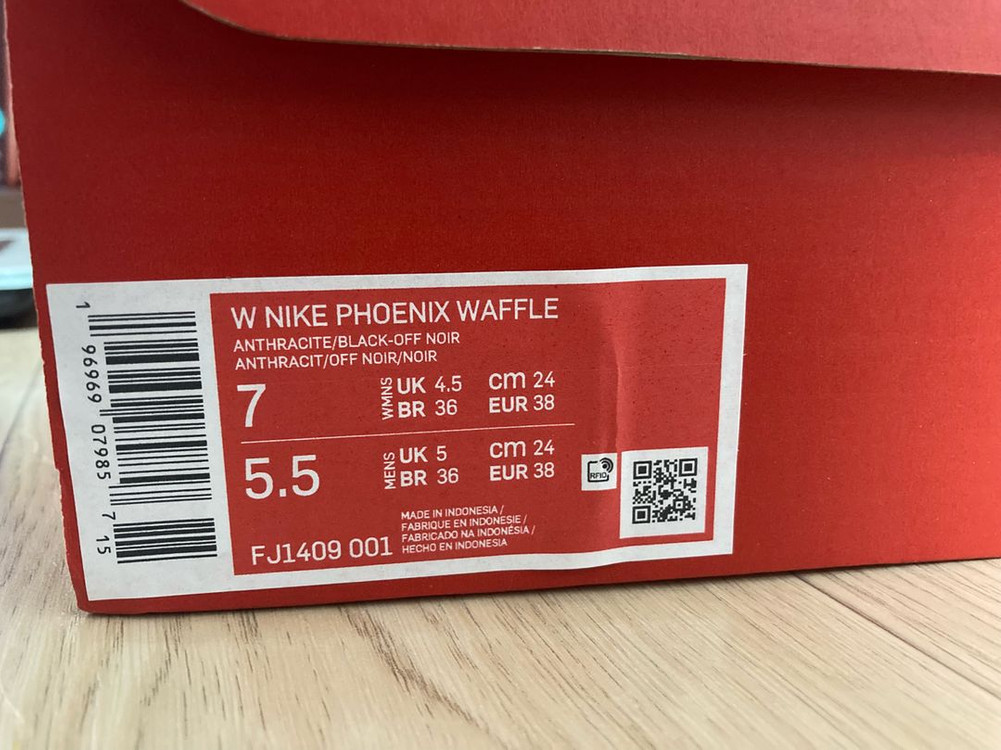 W NIKE PHOENIX WAFFLE
ANTHRACITE/BLACK-OFF NOIR
ANTHRACIT/OFF NOIR/NOIR
7 WMNS UK 4.5 cm 24
BR 36 EUR 38
5.5 MENS UK 5 cm 24
BR 36 EUR 38
RFID
MADE IN INDONESIA /
FABRIQUE EN INDONESIE /
FABRICADO NA INDONÉSIA /
HECHO EN INDONESIA
FJ1409 001
1 96969 07985 7 15